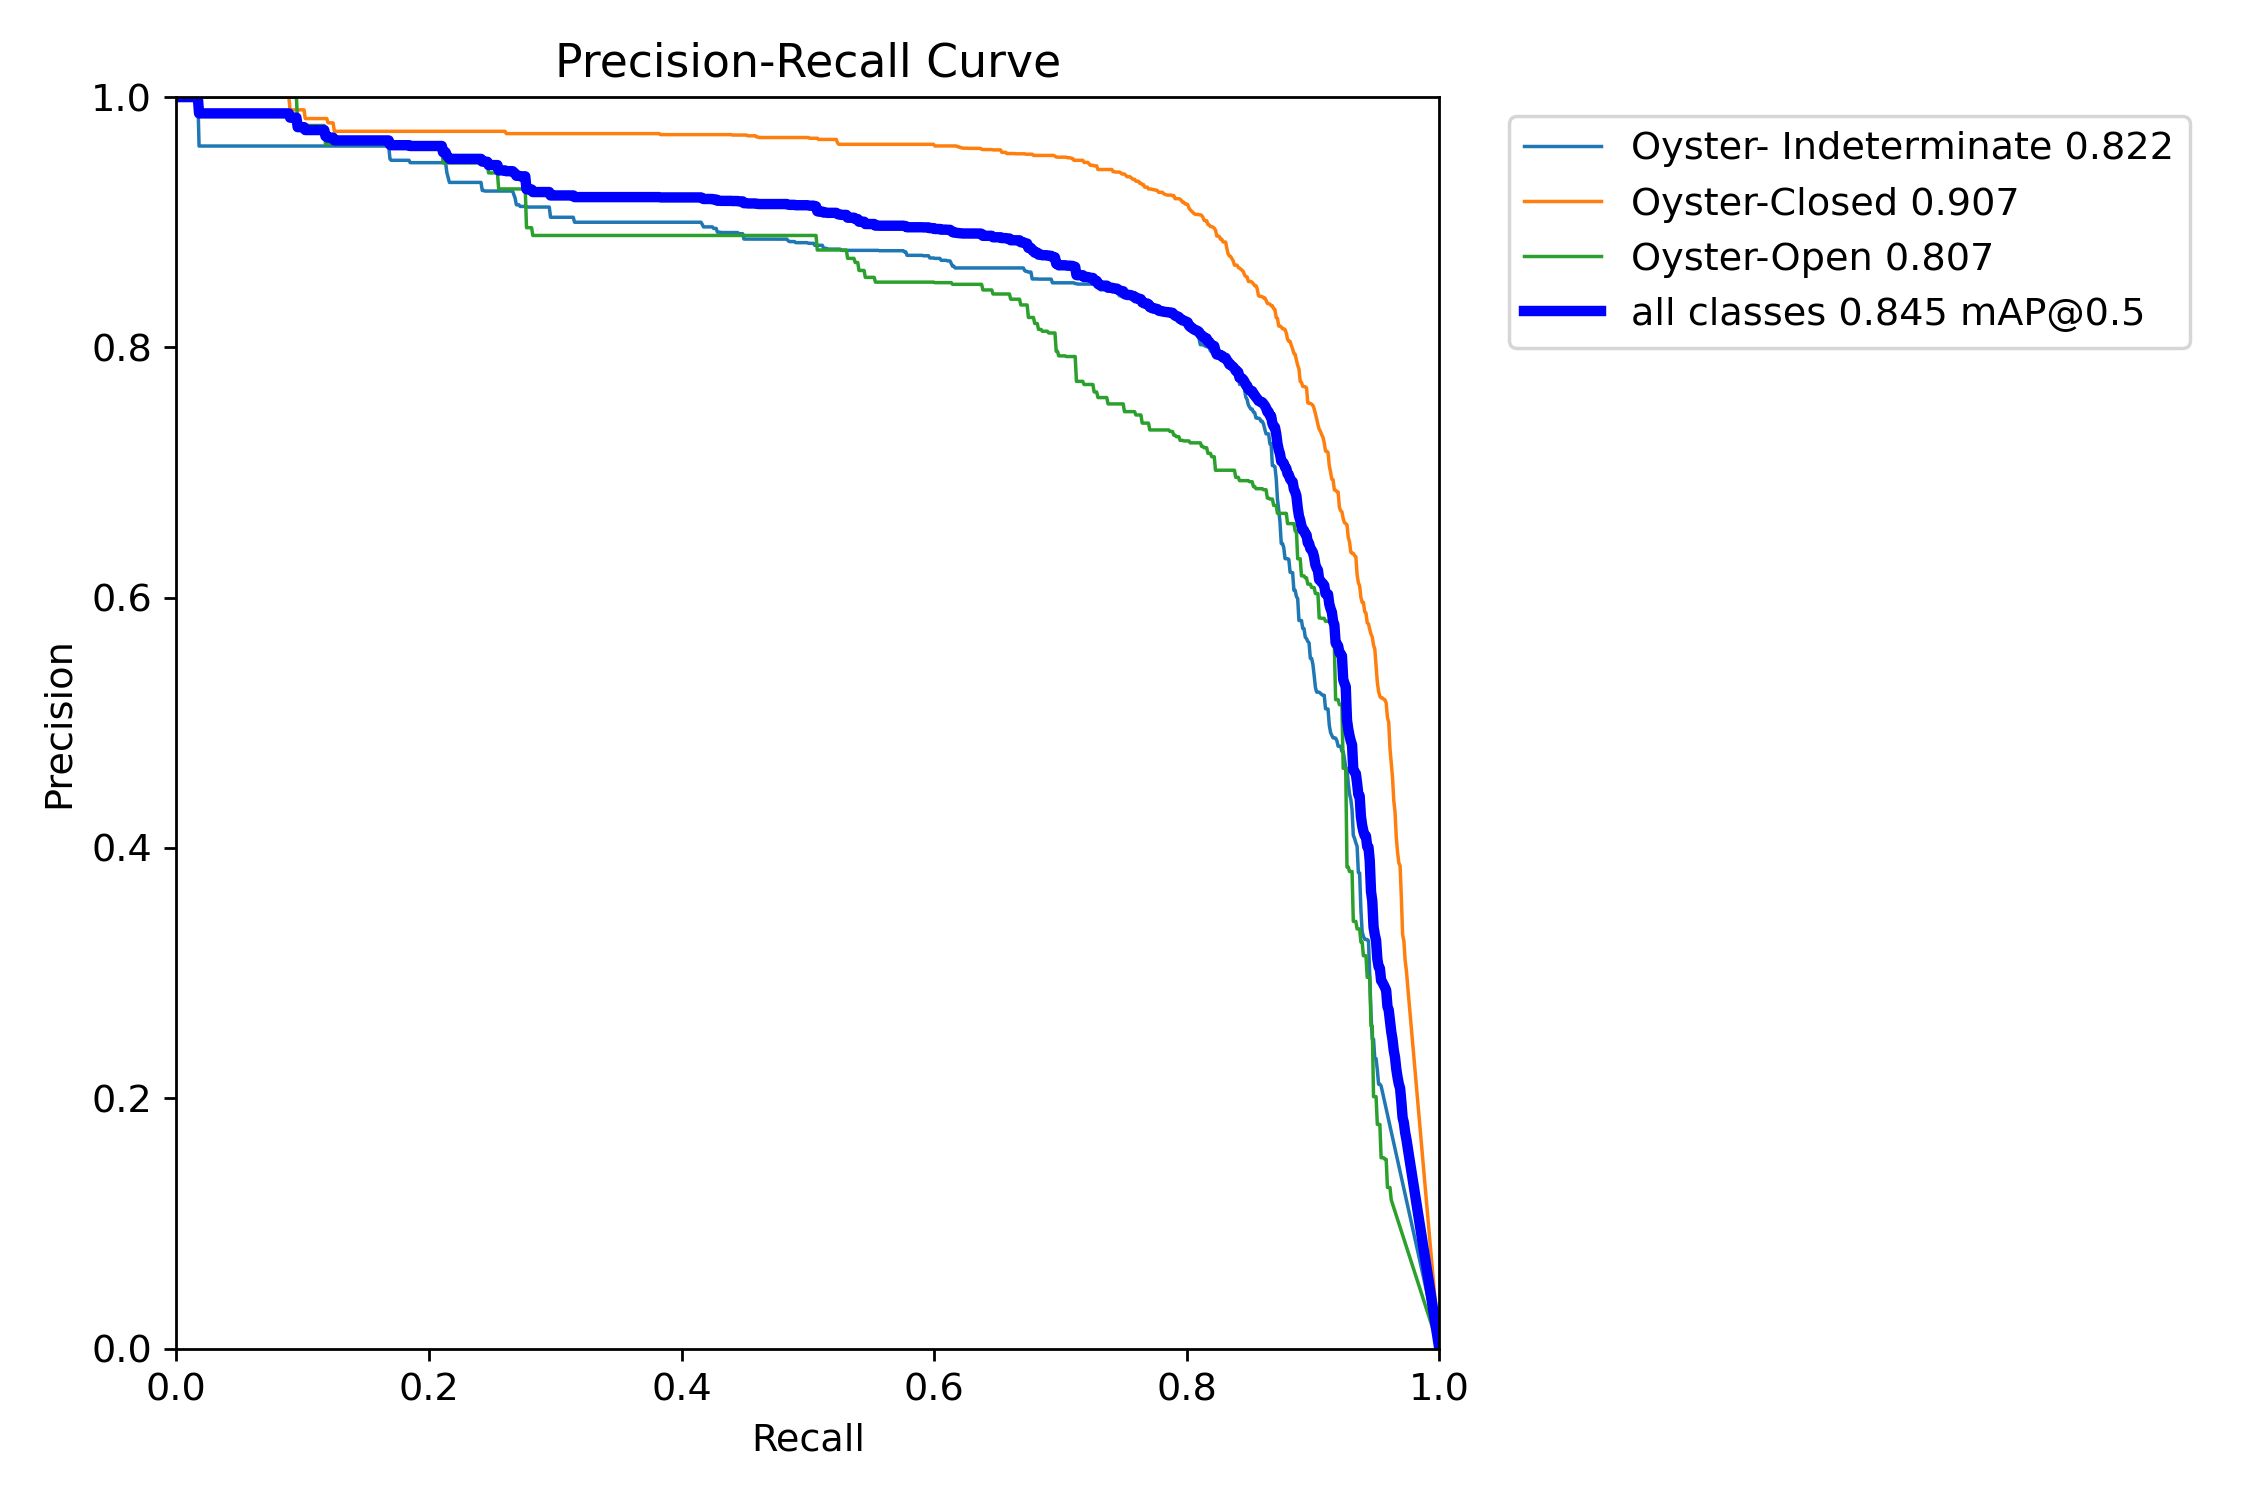 Precision-Recall Curve
1.0
0.8
0.6
0.4
0.2
0.0
Precision
0.0 0.2 0.4 0.6 0.8 1.0
Recall
Oyster- Indeterminate 0.822
Oyster-Closed 0.907
Oyster-Open 0.807
all classes 0.845 mAP@0.5